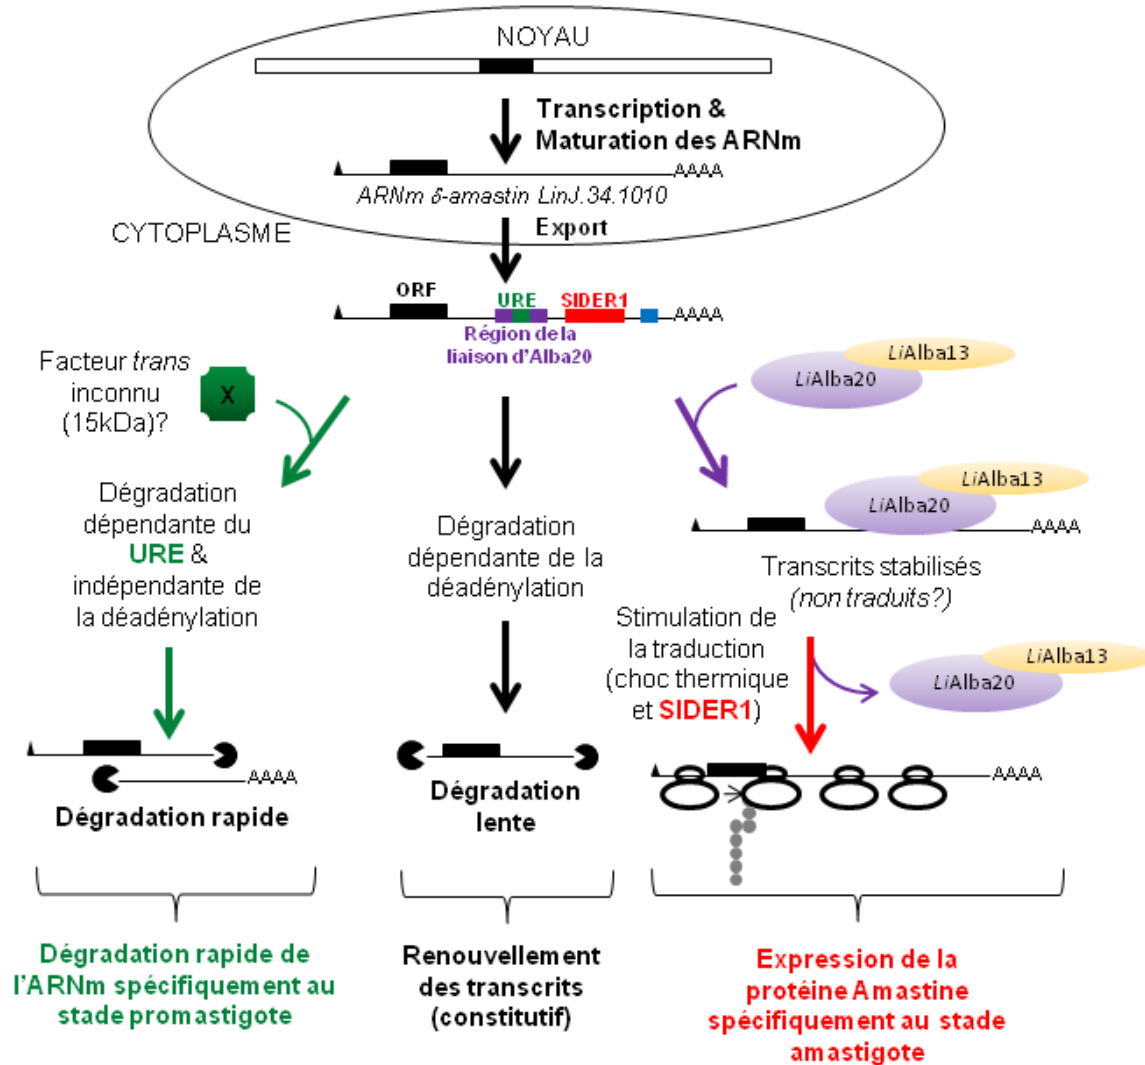 NOYAU
Transcription &
Maturation des ARNm
AAAA
ARNm δ-amastin LinJ.34.1010
CYTOPLASME
Export
ORF
URE
SIDER1
AAAA
Région de la
liaison d'Alba20
Facteur trans
inconnu
(15kDa)?
X
LiAlba13
LiAlba20
Dégradation
dépendante du
URE &
indépendante de
la déadénylation
Dégradation
dépendante de la
déadénylation
LiAlba13
LiAlba20
AAAA
Transcrits stabilisés
(non traduits?)
Stimulation de
la traduction
(choc thermique
et SIDER1)
LiAlba13
LiAlba20
AAAA
Dégradation rapide
Dégradation
lente
AAAA
Dégradation rapide de
l'ARNm spécifiquement au
stade promastigote
Renouvellement
des transcrits
(constitutif)
Expression de la
protéine Amastine
spécifiquement au stade
amastigote